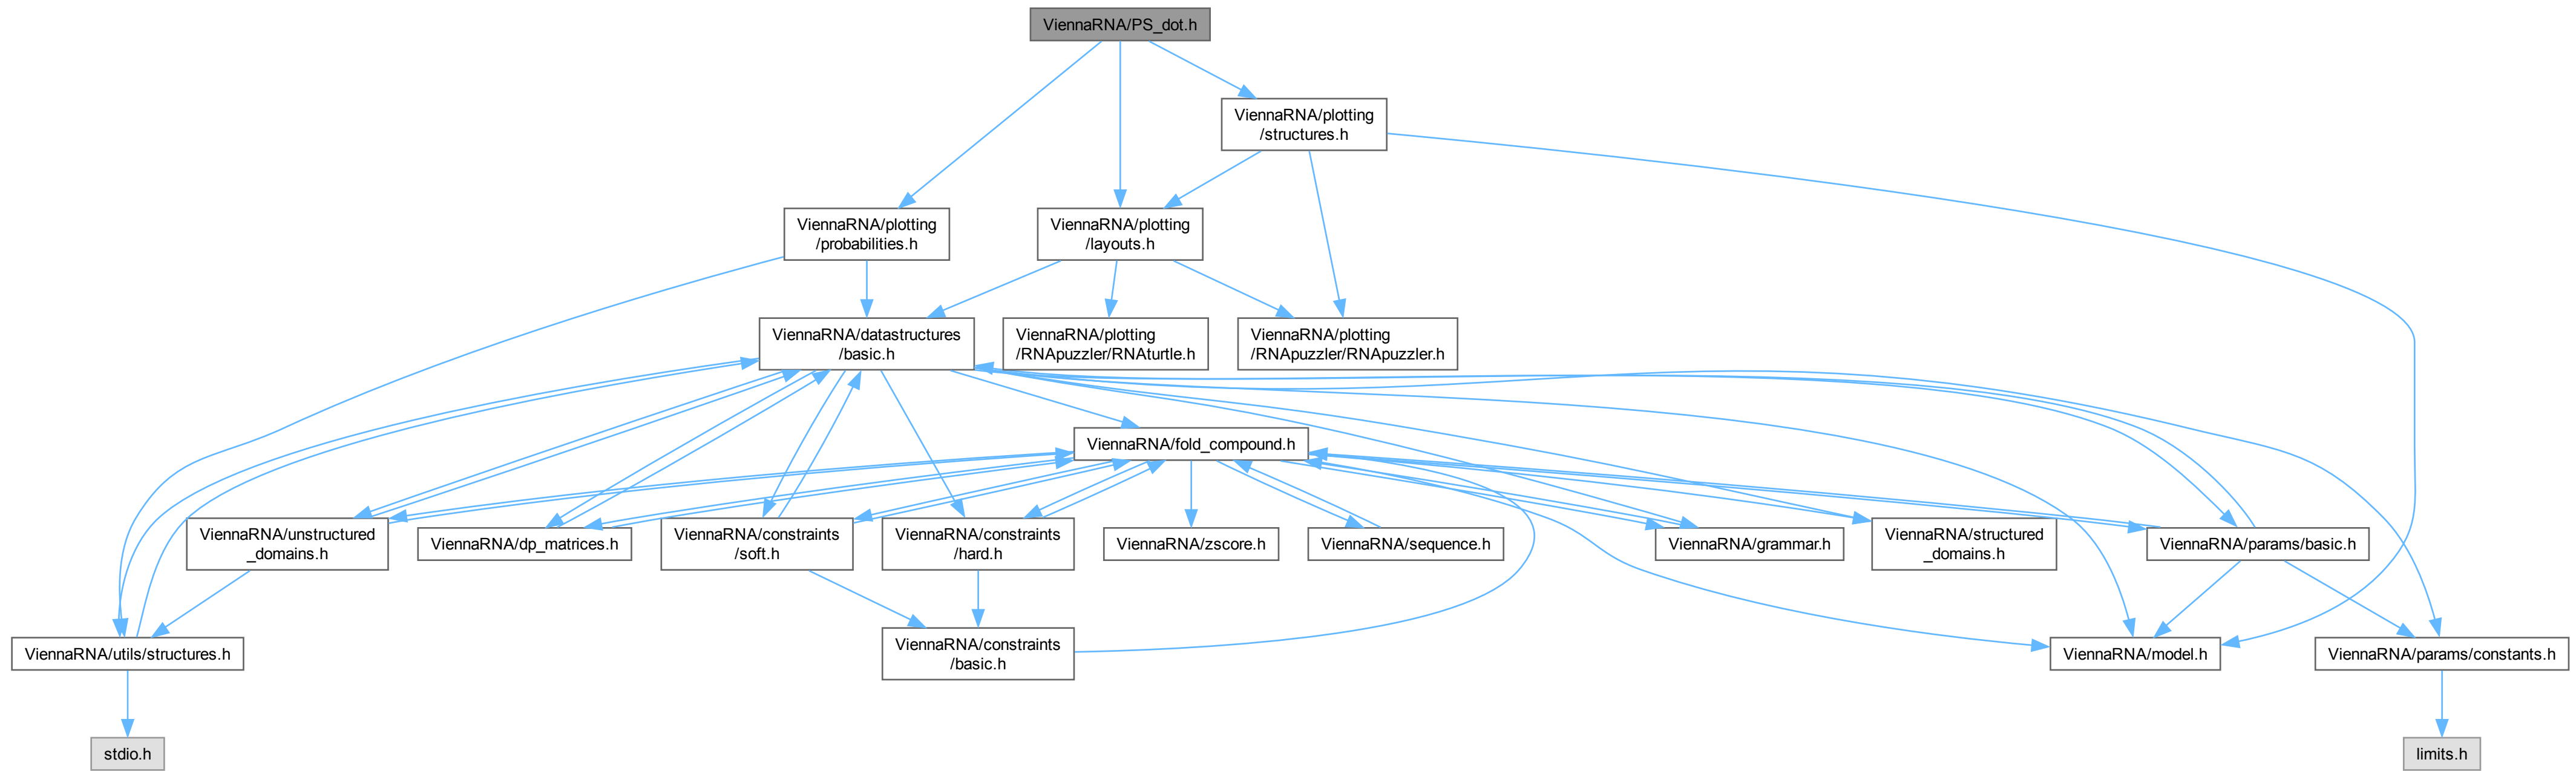 ViennaRNA/PS_dot.h
ViennaRNA/plotting
/structures.h
ViennaRNA/plotting
/probabilities.h
ViennaRNA/plotting
/layouts.h
ViennaRNA/datastructures
/basic.h
ViennaRNA/plotting
/RNApuzzler/RNAturtle.h
ViennaRNA/plotting
/RNApuzzler/RNApuzzler.h
ViennaRNA/fold_compound.h
ViennaRNA/unstructured
_domains.h
ViennaRNA/dp_matrices.h
ViennaRNA/constraints
/soft.h
ViennaRNA/constraints
/hard.h
ViennaRNA/zscore.h
ViennaRNA/sequence.h
ViennaRNA/grammar.h
ViennaRNA/structured
_domains.h
ViennaRNA/params/basic.h
ViennaRNA/utils/structures.h
ViennaRNA/constraints
/basic.h
ViennaRNA/model.h
ViennaRNA/params/constants.h
stdio.h
limits.h